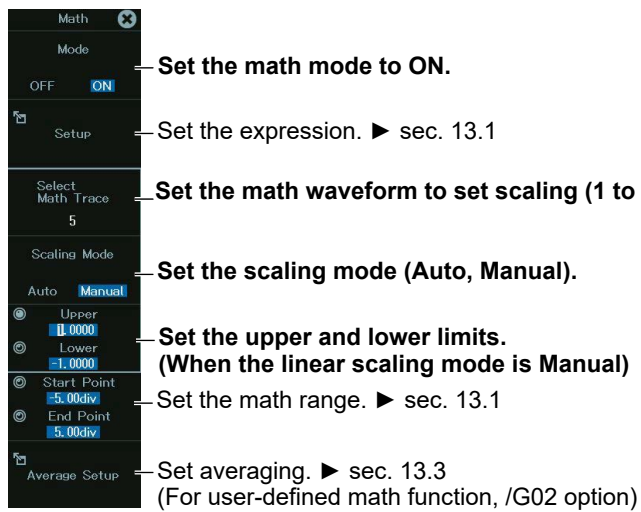 Math
Mode
OFF ON
Set the math mode to ON.
Setup
Set the expression. ► sec. 13.1
Select
Math Trace
5
Set the math waveform to set scaling (1 to
Scaling Mode
Auto Manual
Set the scaling mode (Auto, Manual).
Upper
1.0000
Lower
-1.0000
Set the upper and lower limits.
(When the linear scaling mode is Manual)
Start Point
-5.00div
End Point
5.00div
Set the math range. ► sec. 13.1
Average Setup
Set averaging. ► sec. 13.3
(For user-defined math function, /G02 option)